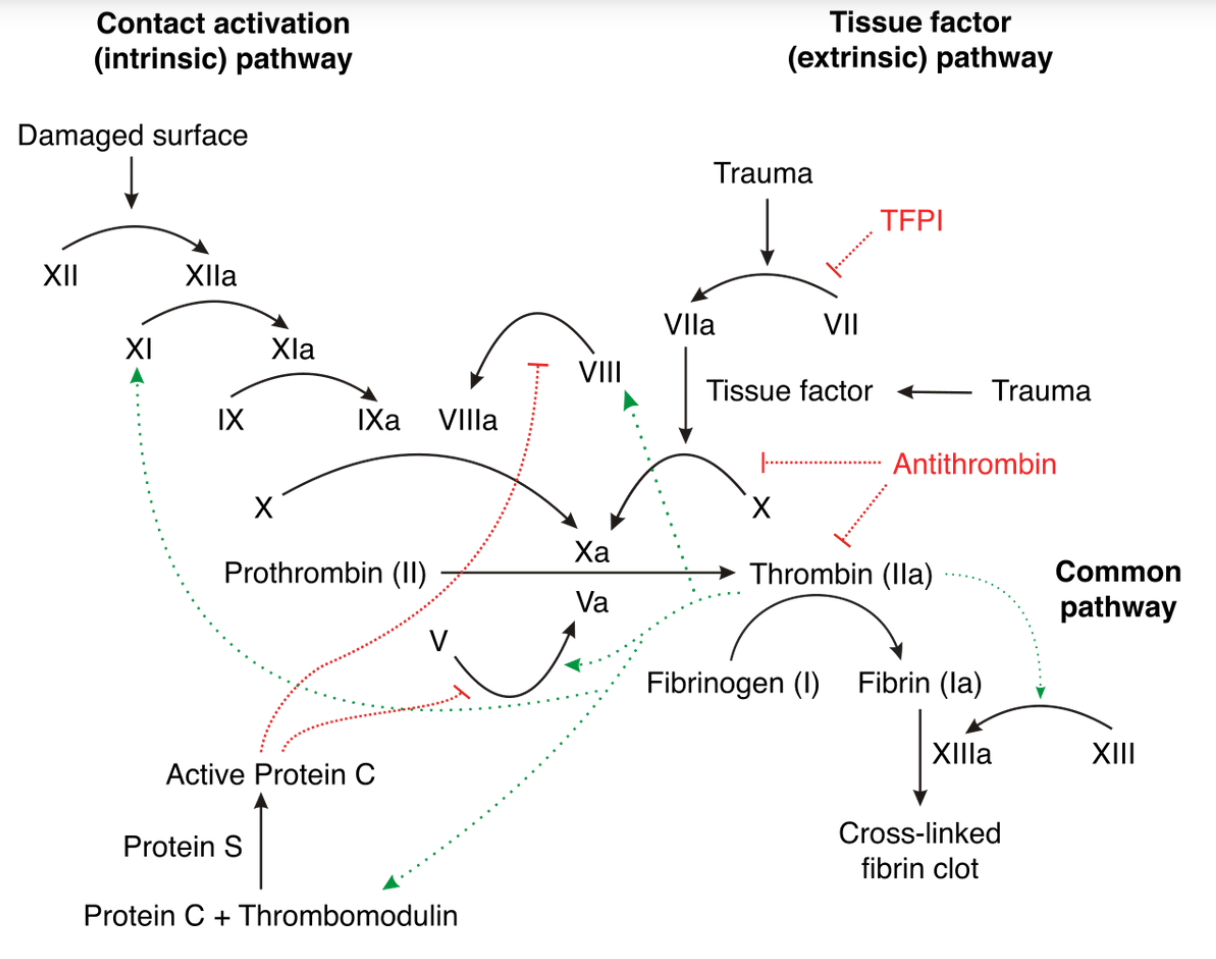 Contact activation
(intrinsic) pathway
Tissue factor
(extrinsic) pathway
Damaged surface
Trauma
TFPI
XII
XIIa
VIIa
VII
XI
XIa
VIII
Tissue factor
Trauma
IX
IXa
VIIIa
Antithrombin
X
X
Xa
Prothrombin (II)
Thrombin (IIa)
Common
pathway
Va
V
Fibrinogen (I)
Fibrin (Ia)
XIIIa
XIII
Active Protein C
Cross-linked
fibrin clot
Protein S
Protein C + Thrombomodulin